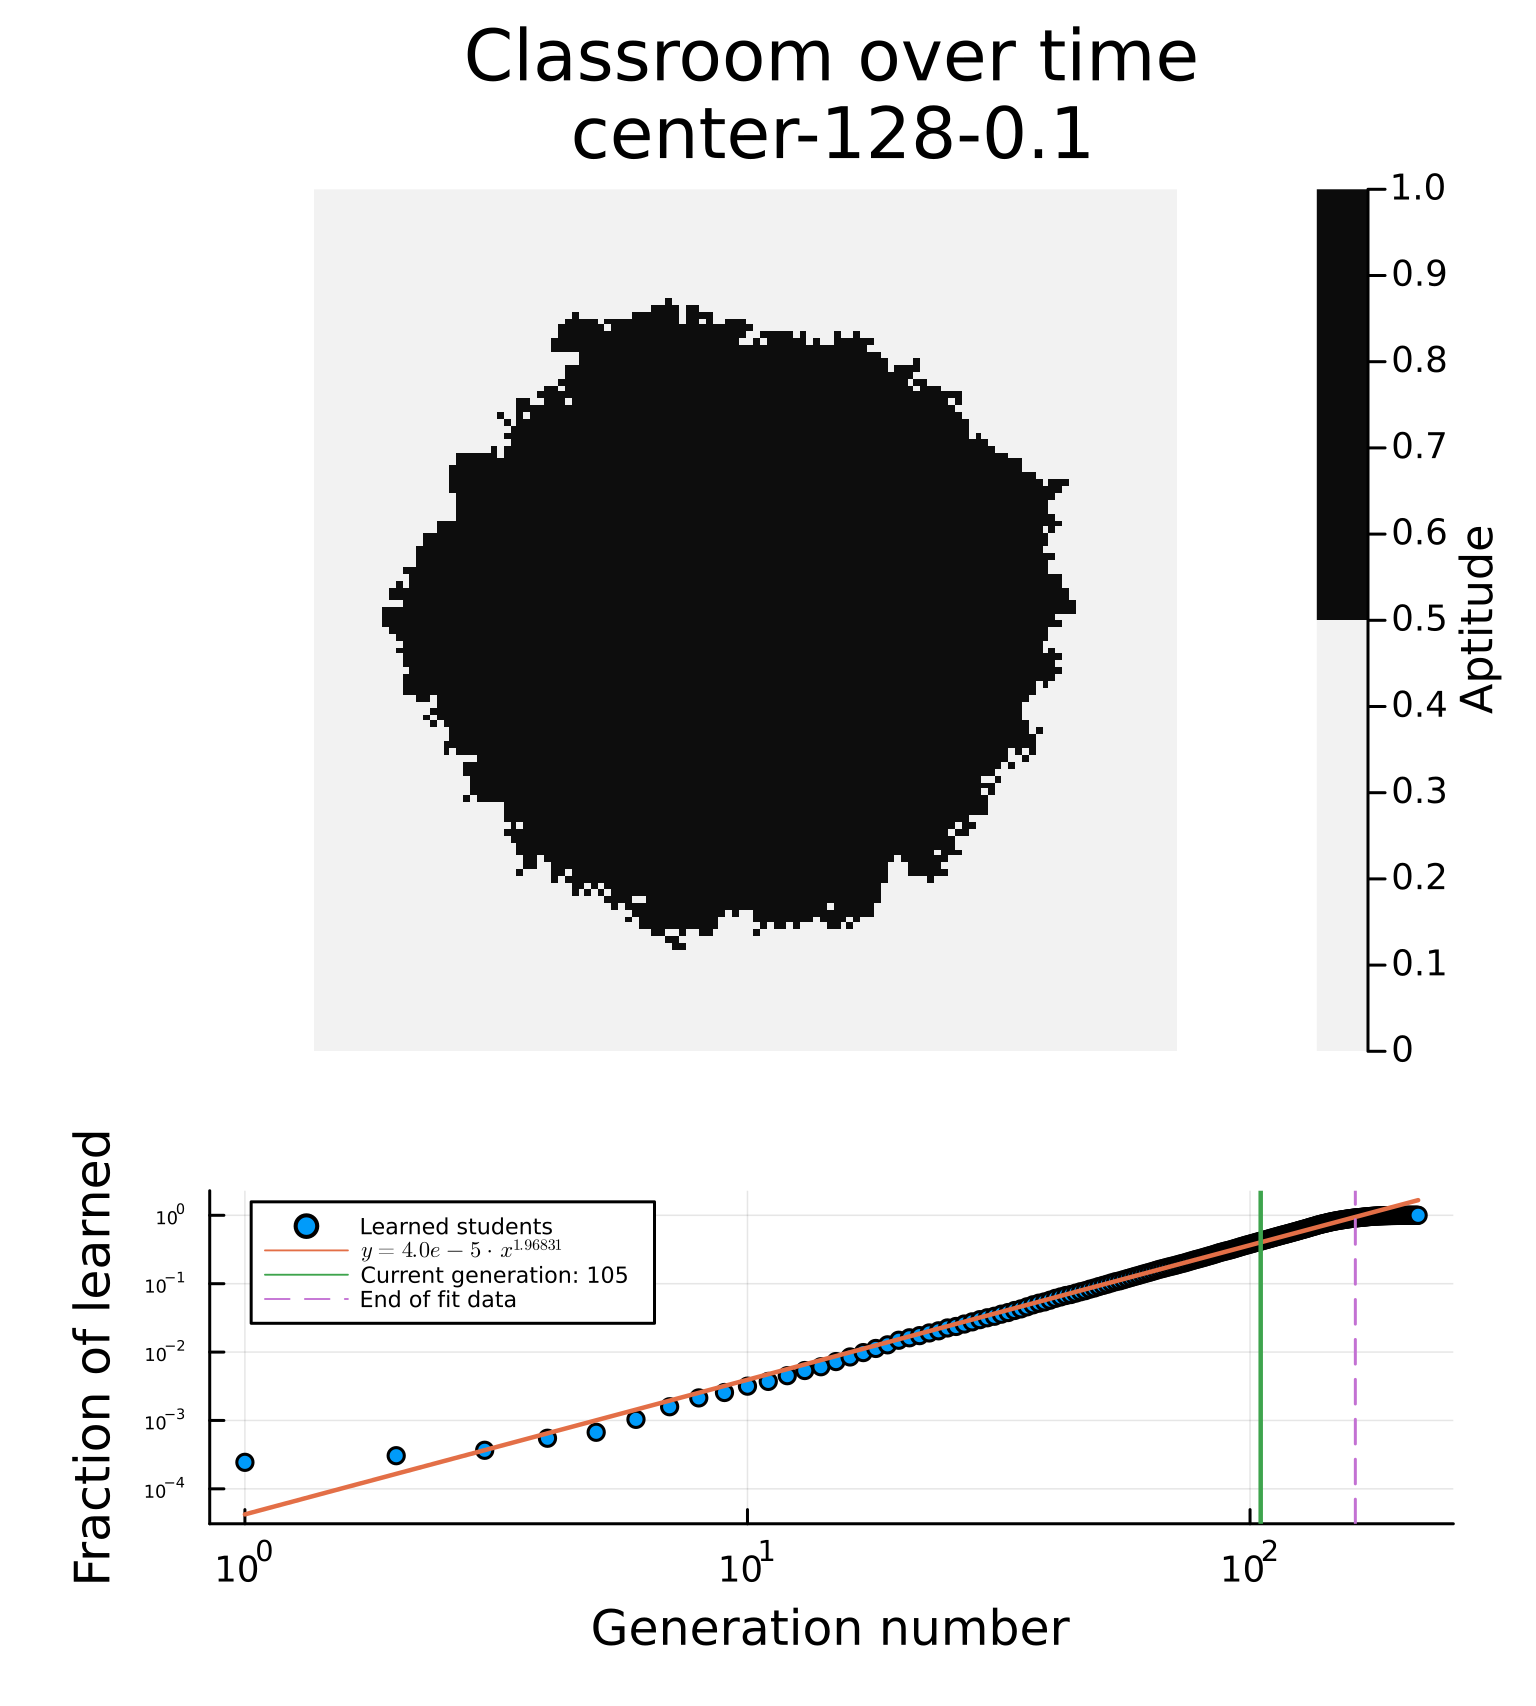 Classroom over time
center-128-0.1
1.0
0.9
0.8
0.7
0.6
0.5
0.4
0.3
0.2
0.1
0
Aptitude
Fraction of learned
10^0
10^-1
10^-2
10^-3
10^-4
Learned students
y = 4.0e − 5 · x^1.96831
Current generation: 105
End of fit data
10^0 10^1 10^2
Generation number